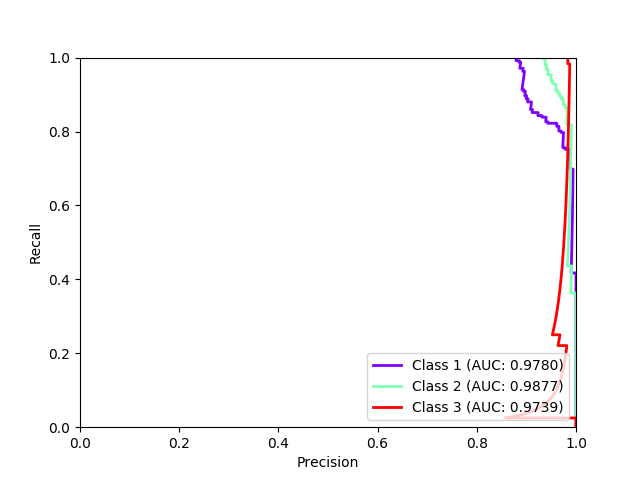 1.0
0.8
0.6
0.4
0.2
0.0
Recall
Class 1 (AUC: 0.9780)
Class 2 (AUC: 0.9877)
Class 3 (AUC: 0.9739)
0.0 0.2 0.4 0.6 0.8 1.0
Precision